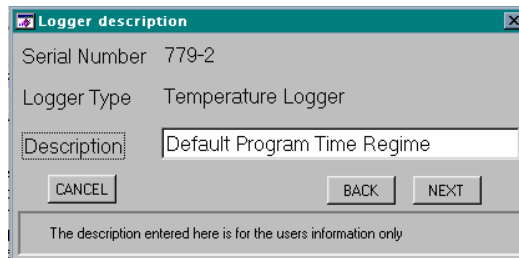 Logger description
Serial Number 779-2
Logger Type Temperature Logger
Description Default Program Time Regime
CANCEL BACK NEXT
The description entered here is for the users information only